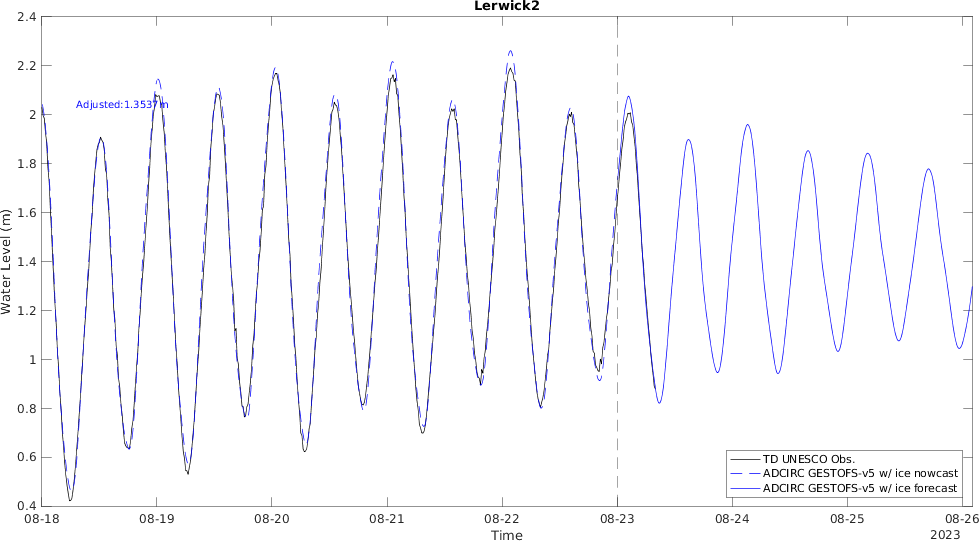 Lerwick2
2.4
2.2
2
1.8
1.6
1.4
1.2
1
0.8
0.6
0.4
Water Level (m)
Adjusted:1.3537m
TD UNESCO Obs.
ADCIRC GESTOFS-v5 w/ ice nowcast
ADCIRC GESTOFS-v5 w/ ice forecast
08-18 08-19 08-20 08-21 08-22 08-23 08-24 08-25 08-26
Time
2023